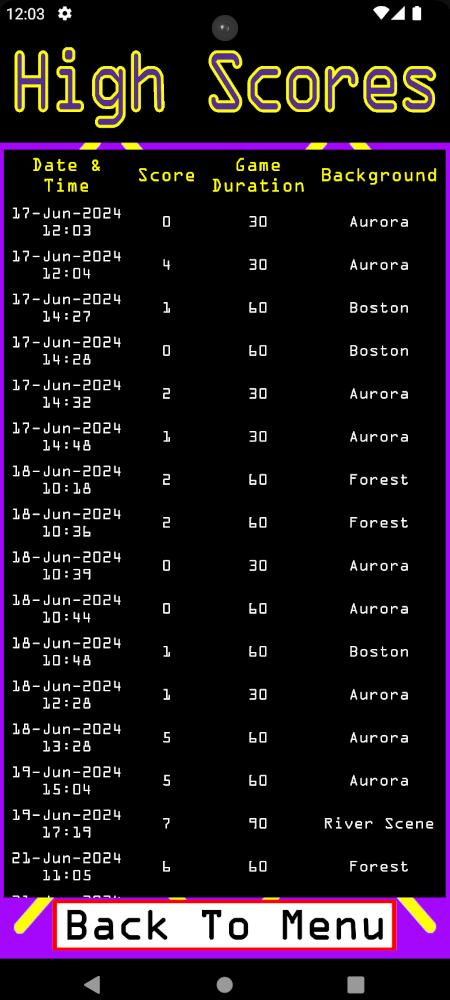 12:03
High Scores
Date & Time Score Game Duration Background
17-Jun-2024 12:03 0 30 Aurora
17-Jun-2024 12:04 4 30 Aurora
17-Jun-2024 14:27 1 60 Boston
17-Jun-2024 14:28 0 60 Boston
17-Jun-2024 14:32 2 30 Aurora
17-Jun-2024 14:48 1 30 Aurora
18-Jun-2024 10:18 2 60 Forest
18-Jun-2024 10:36 2 60 Forest
18-Jun-2024 10:39 0 30 Aurora
18-Jun-2024 10:44 0 60 Aurora
18-Jun-2024 10:48 1 60 Boston
18-Jun-2024 12:28 1 30 Aurora
18-Jun-2024 13:28 5 60 Aurora
19-Jun-2024 15:04 5 60 Aurora
19-Jun-2024 17:19 7 90 River Scene
21-Jun-2024 11:05 6 60 Forest
Back To Menu